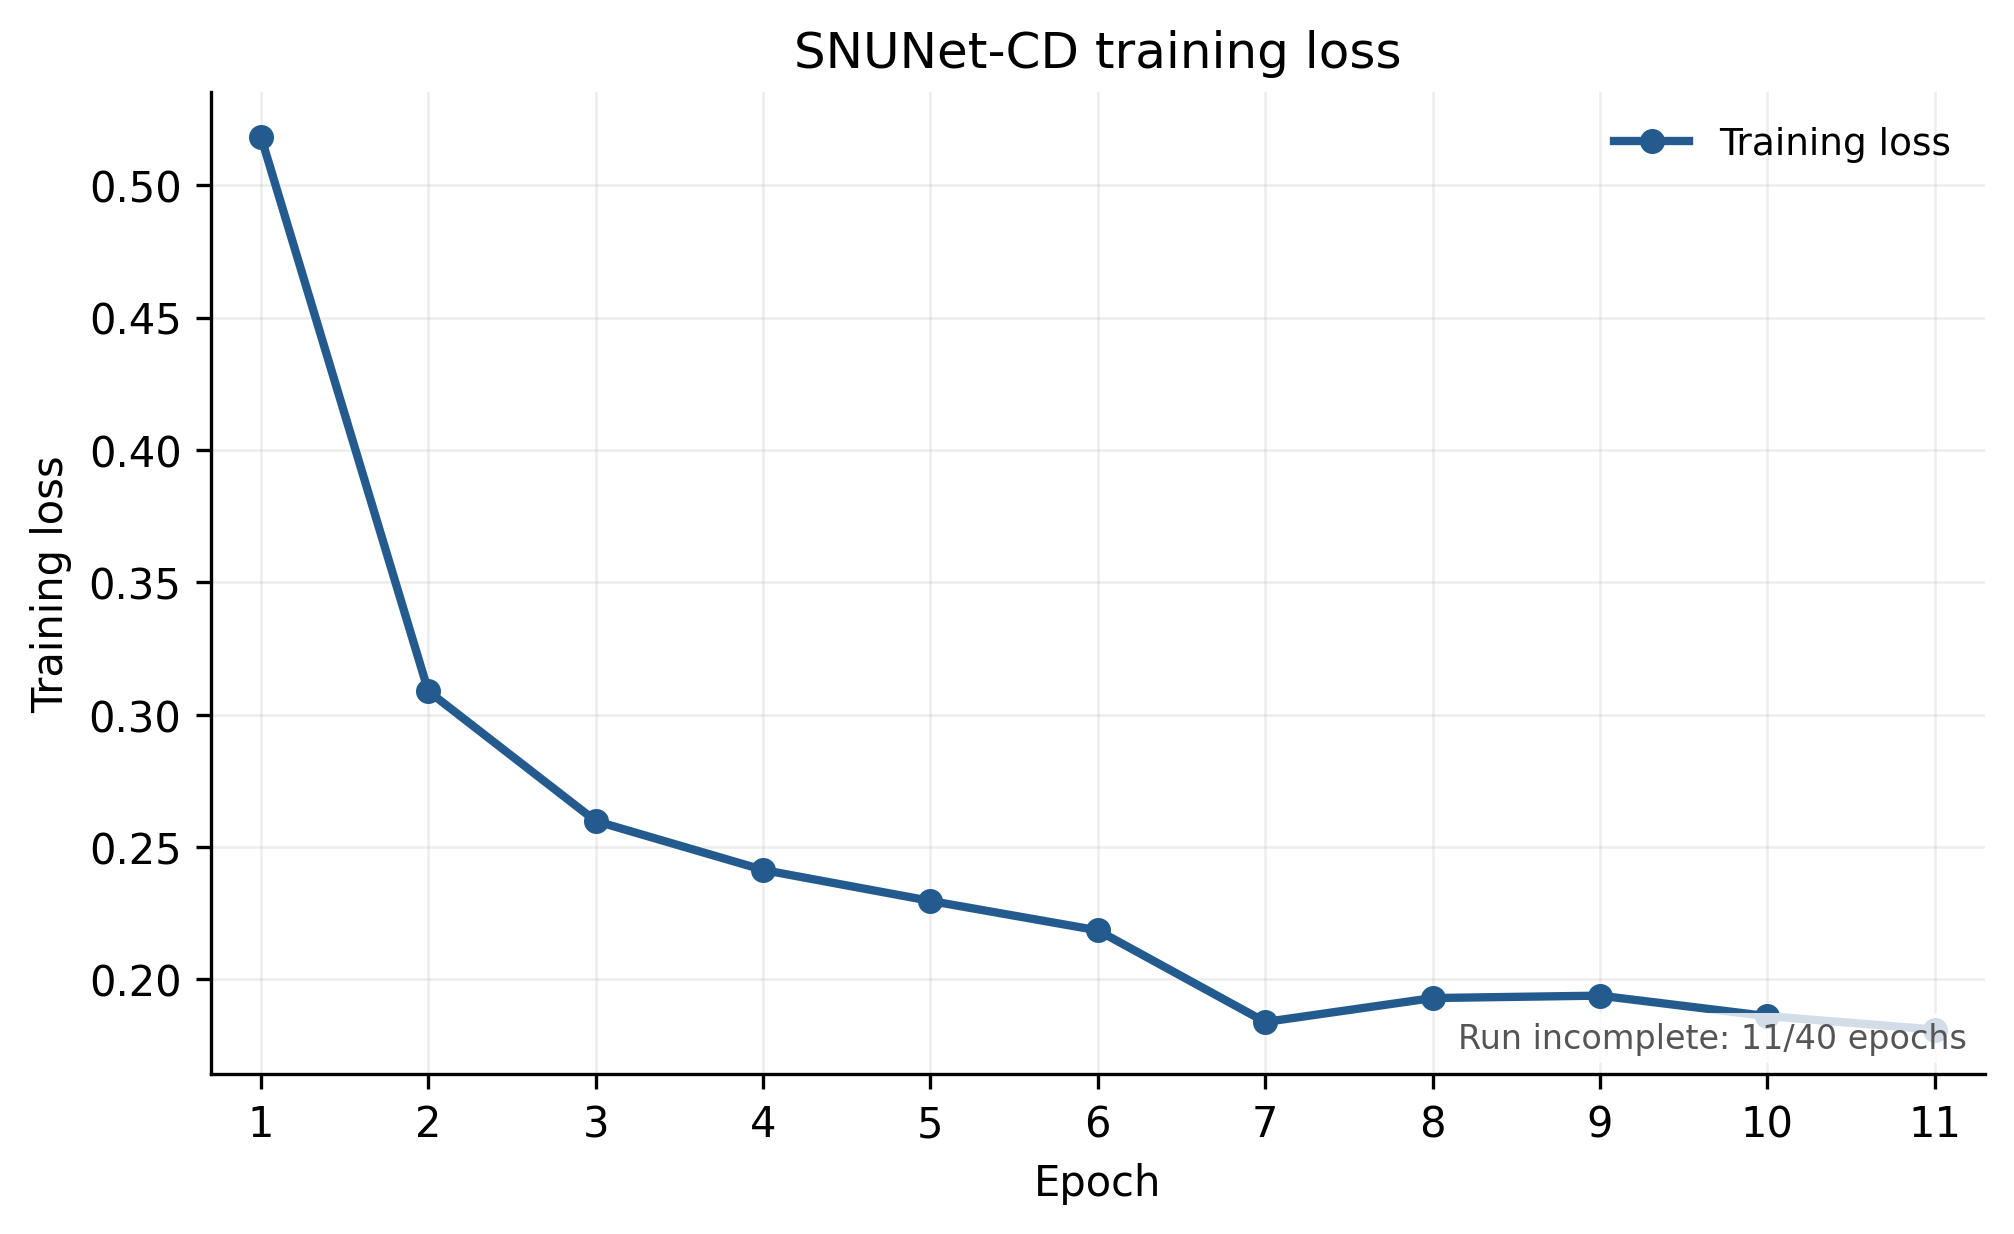 SNUNet-CD training loss
Training loss
0.50
0.45
0.40
0.35
0.30
0.25
0.20
Training loss
Run incomplete: 11/40 epochs
1 2 3 4 5 6 7 8 9 10 11
Epoch